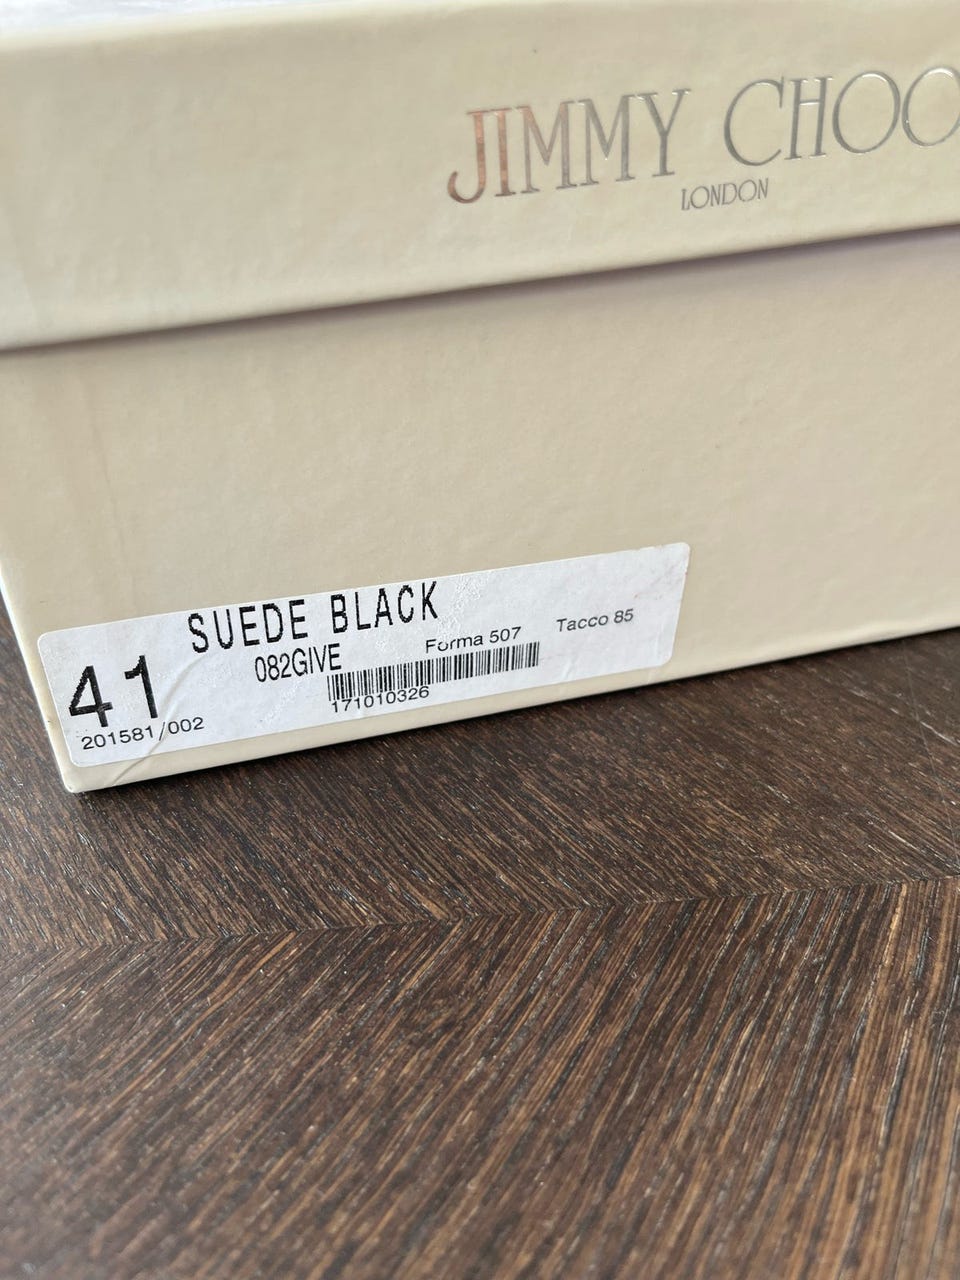 JIMMY CHOO
LONDON
SUEDE BLACK
082GIVE Forma 507 Tacco 85
41
171010326
201581/002